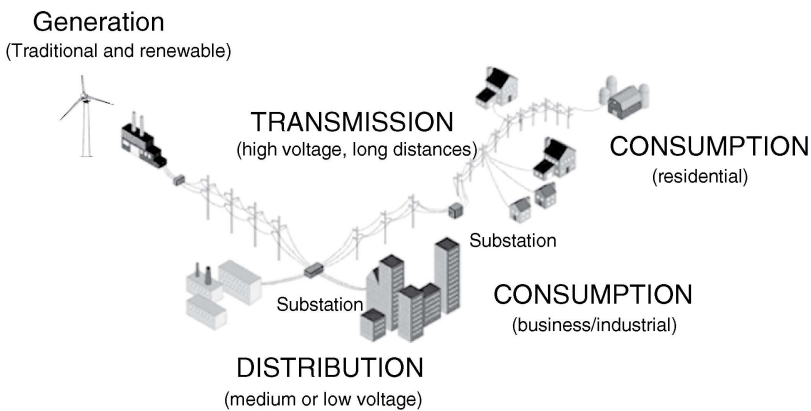 Generation
(Traditional and renewable)
TRANSMISSION
(high voltage, long distances)
CONSUMPTION
(residential)
Substation
Substation
CONSUMPTION
(business/industrial)
DISTRIBUTION
(medium or low voltage)